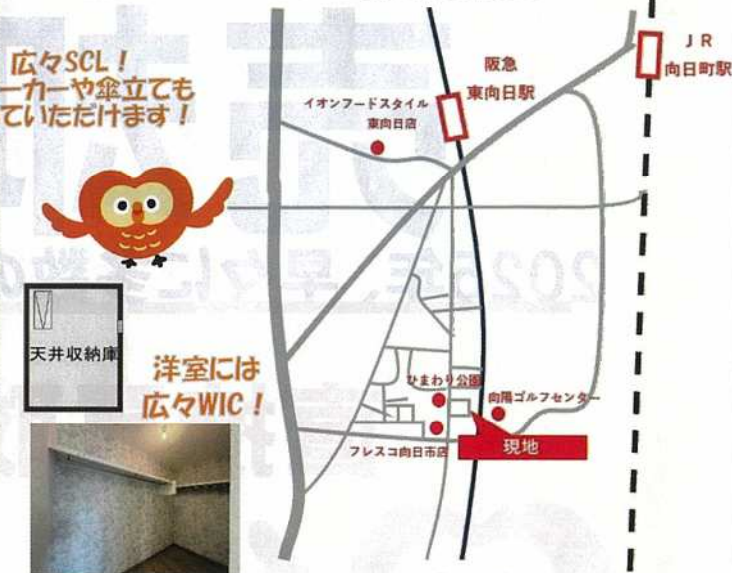 広々SCL!
ーカーや傘立ても
ていただけます!
天井収納庫
洋室には
広々WIC!
JR
向日町駅
阪急
東向日駅
イオンフードスタイル
東向日店
ひまわり公園
向陽ゴルフセンター
フレスコ向日市店
現地